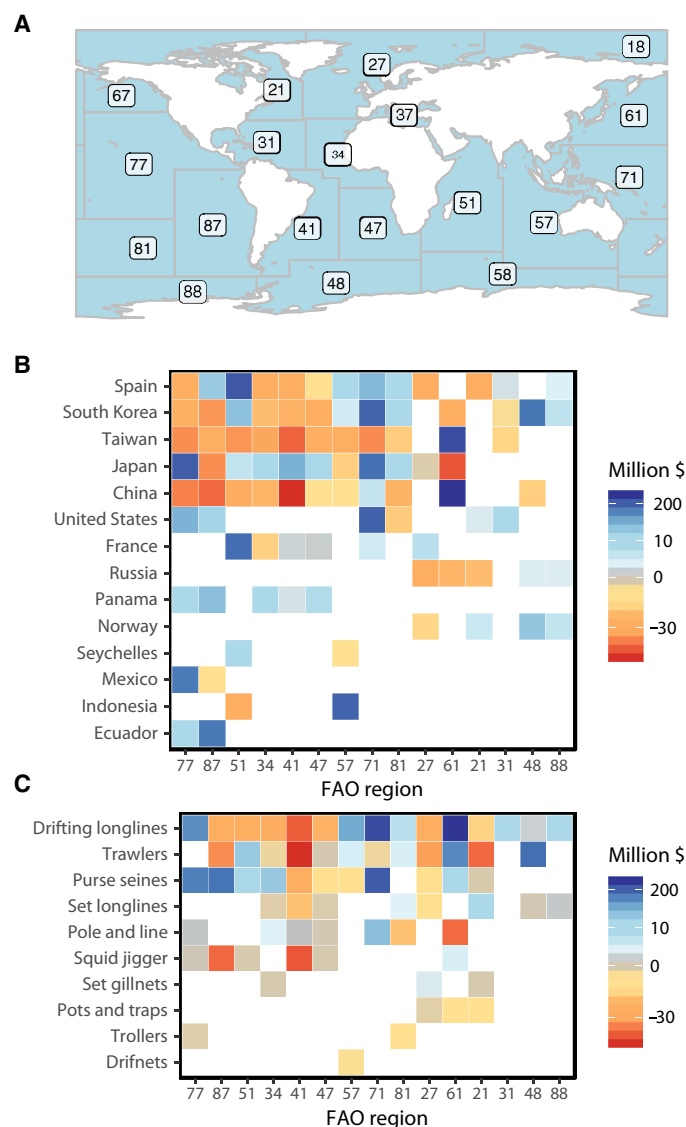 A
18
27
67
21
37
61
31
34
77
71
51
87
41
47
57
81
58
48
88
B
Spain
South Korea
Taiwan
Japan
China
United States
France
Russia
Panama
Norway
Seychelles
Mexico
Indonesia
Ecuador
77 87 51 34 41 47 57 71 81 27 61 21 31 48 88
FAO region
Million $
200
10
0
−30
C
Drifting longlines
Trawlers
Purse seines
Set longlines
Pole and line
Squid jigger
Set gillnets
Pots and traps
Trollers
Drifnets
77 87 51 34 41 47 57 71 81 27 61 21 31 48 88
FAO region
Million $
200
10
0
−30